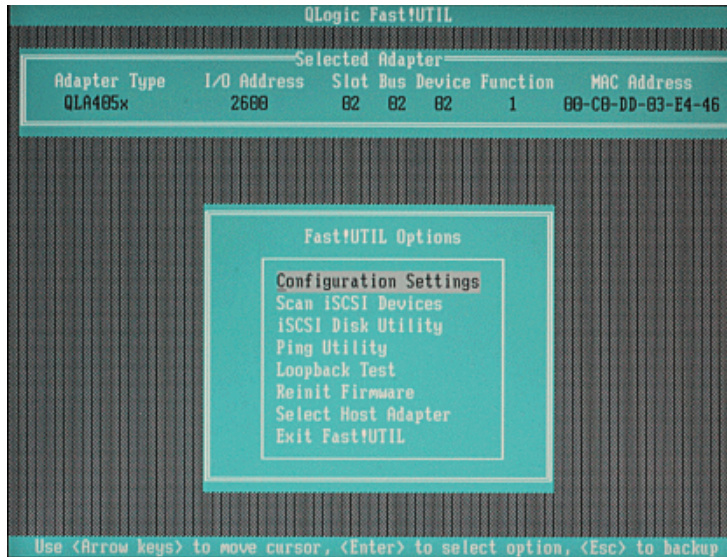 QLogic Fast!UTIL
Selected Adapter
Adapter Type I/O Address Slot Bus Device Function MAC Address
QLA405x 2600 02 02 02 1 00-C0-DD-03-E4-46
Fast!UTIL Options
Configuration Settings
Scan iSCSI Devices
iSCSI Disk Utility
Ping Utility
Loopback Test
Reinit Firmware
Select Host Adapter
Exit Fast!UTIL
Use <Arrow keys> to move cursor, <Enter> to select option, <Esc> to backup